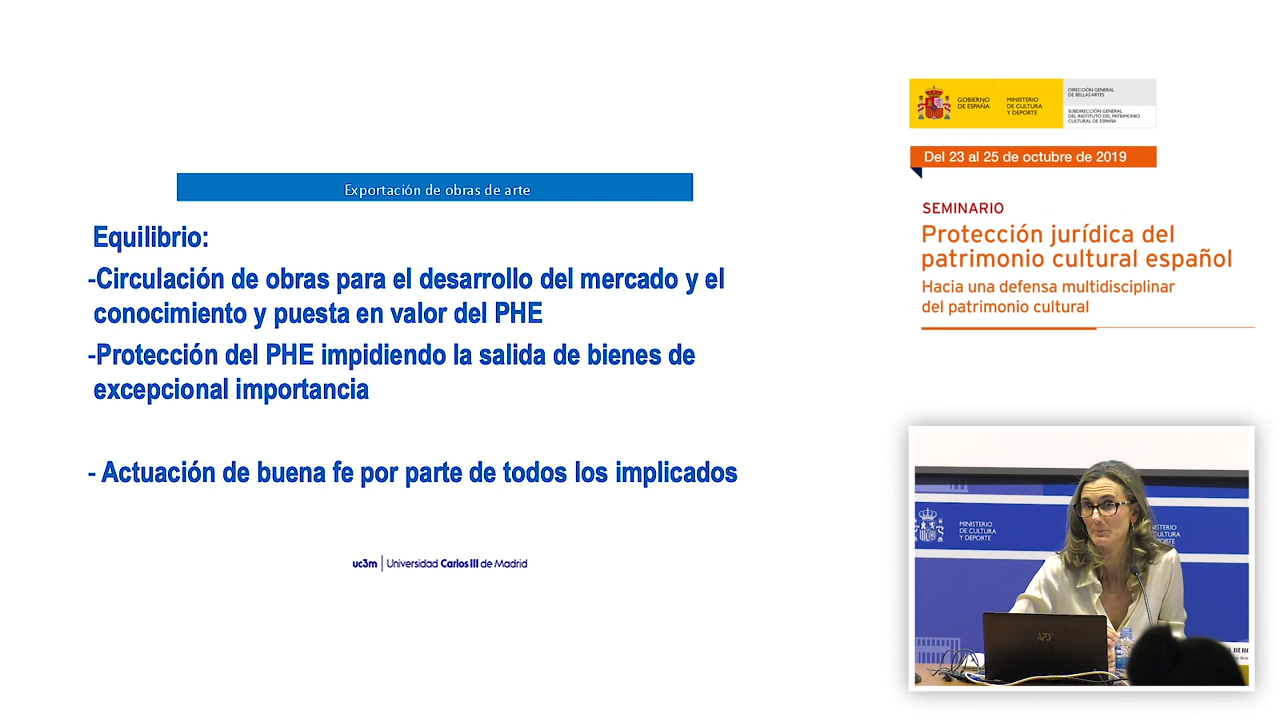 Exportación de obras de arte
Equilibrio:
-Circulación de obras para el desarrollo del mercado y el
conocimiento y puesta en valor del PHE
-Protección del PHE impidiendo la salida de bienes de
excepcional importancia
- Actuación de buena fe por parte de todos los implicados
uc3m | Universidad Carlos III de Madrid
GOBIERNO
DE ESPAÑA
MINISTERIO
DE CULTURA
Y DEPORTE
DIRECCIÓN GENERAL
DE BELLAS ARTES
SUBDIRECCIÓN GENERAL
DEL INSTITUTO DEL PATRIMONIO
CULTURAL DE ESPAÑA
Del 23 al 25 de octubre de 2019
SEMINARIO
Protección jurídica del
patrimonio cultural español
Hacia una defensa multidisciplinar
del patrimonio cultural
MINISTERIO
DE CULTURA
Y DEPORTE